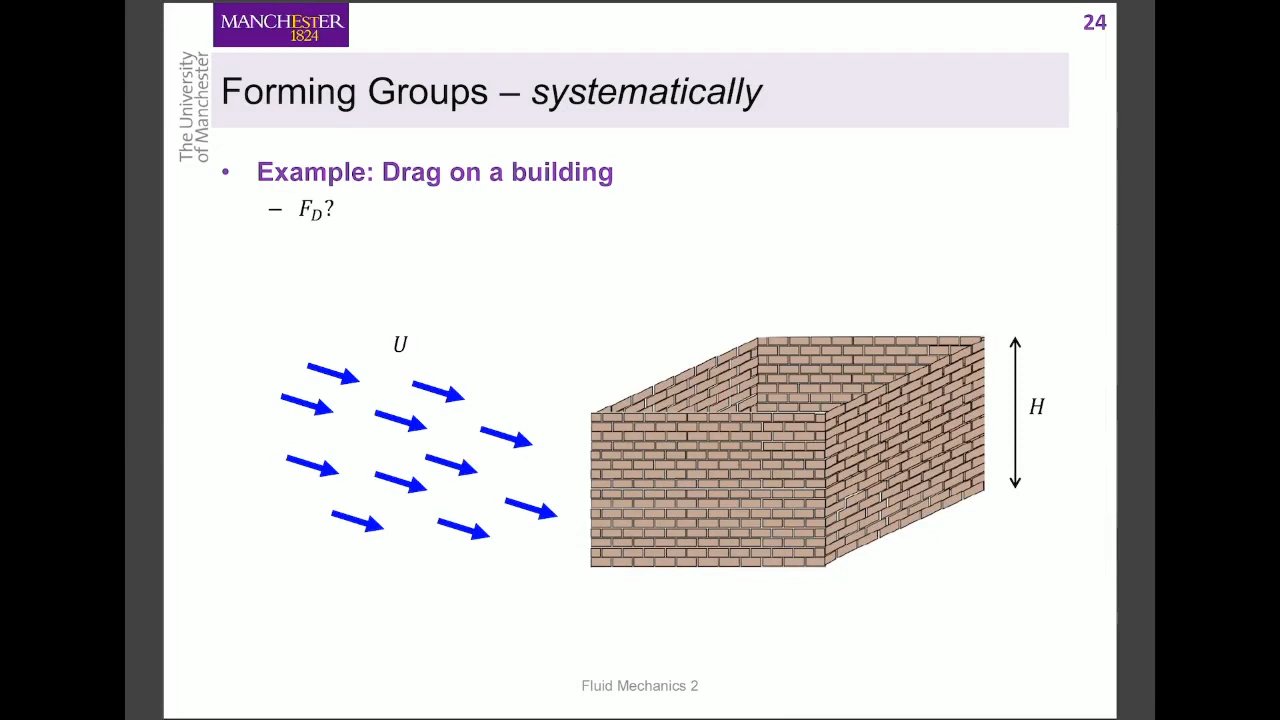 MANCHESTER
1824
24
The University
of Manchester
Forming Groups – systematically
• Example: Drag on a building
– F_D?
U
H
Fluid Mechanics 2